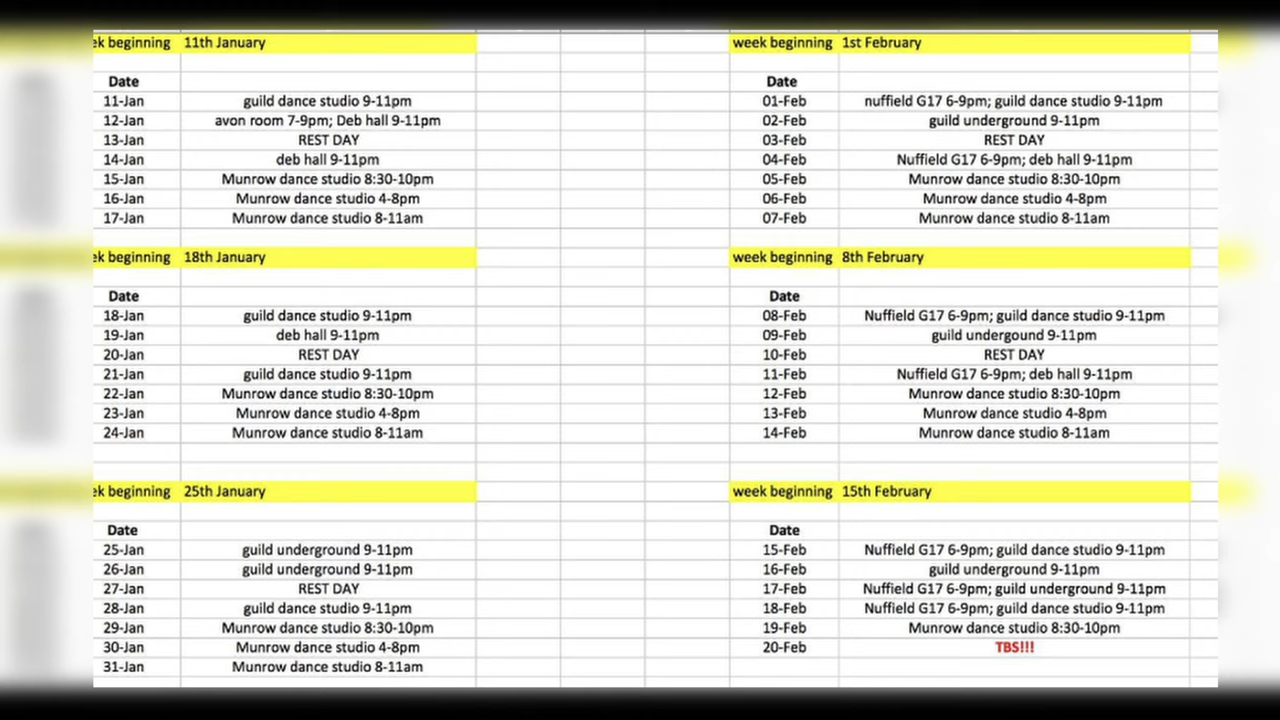 ek beginning 11th January
Date
11-Jan guild dance studio 9-11pm
12-Jan avon room 7-9pm; Deb hall 9-11pm
13-Jan REST DAY
14-Jan deb hall 9-11pm
15-Jan Munrow dance studio 8:30-10pm
16-Jan Munrow dance studio 4-8pm
17-Jan Munrow dance studio 8-11am
ek beginning 18th January
Date
18-Jan guild dance studio 9-11pm
19-Jan deb hall 9-11pm
20-Jan REST DAY
21-Jan guild dance studio 9-11pm
22-Jan Munrow dance studio 8:30-10pm
23-Jan Munrow dance studio 4-8pm
24-Jan Munrow dance studio 8-11am
ek beginning 25th January
Date
25-Jan guild underground 9-11pm
26-Jan guild underground 9-11pm
27-Jan REST DAY
28-Jan guild dance studio 9-11pm
29-Jan Munrow dance studio 8:30-10pm
30-Jan Munrow dance studio 4-8pm
31-Jan Munrow dance studio 8-11am
week beginning 1st February
Date
01-Feb nuffield G17 6-9pm; guild dance studio 9-11pm
02-Feb guild underground 9-11pm
03-Feb REST DAY
04-Feb Nuffield G17 6-9pm; deb hall 9-11pm
05-Feb Munrow dance studio 8:30-10pm
06-Feb Munrow dance studio 4-8pm
07-Feb Munrow dance studio 8-11am
week beginning 8th February
Date
08-Feb Nuffield G17 6-9pm; guild dance studio 9-11pm
09-Feb guild undergound 9-11pm
10-Feb REST DAY
11-Feb Nuffield G17 6-9pm; deb hall 9-11pm
12-Feb Munrow dance studio 8:30-10pm
13-Feb Munrow dance studio 4-8pm
14-Feb Munrow dance studio 8-11am
week beginning 15th February
Date
15-Feb Nuffield G17 6-9pm; guild dance studio 9-11pm
16-Feb guild underground 9-11pm
17-Feb Nuffield G17 6-9pm; guild underground 9-11pm
18-Feb Nuffield G17 6-9pm; guild dance studio 9-11pm
19-Feb Munrow dance studio 8:30-10pm
20-Feb TBS!!!